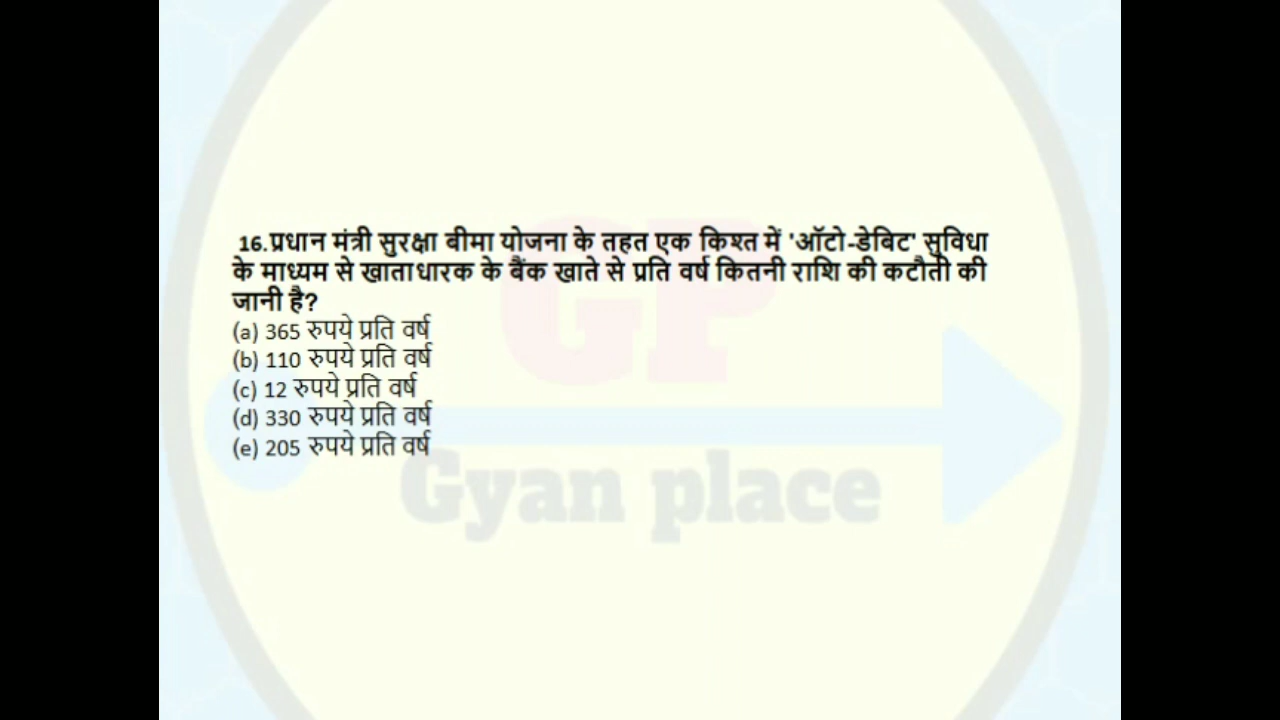 16.प्रधान मंत्री सुरक्षा बीमा योजना के तहत एक किश्त में 'ऑटो-डेबिट' सुविधा
के माध्यम से खाताधारक के बैंक खाते से प्रति वर्ष कितनी राशि की कटौती की
जानी है?
(a) 365 रुपये प्रति वर्ष
(b) 110 रुपये प्रति वर्ष
(c) 12 रुपये प्रति वर्ष
(d) 330 रुपये प्रति वर्ष
(e) 205 रुपये प्रति वर्ष
GP
Gyan place